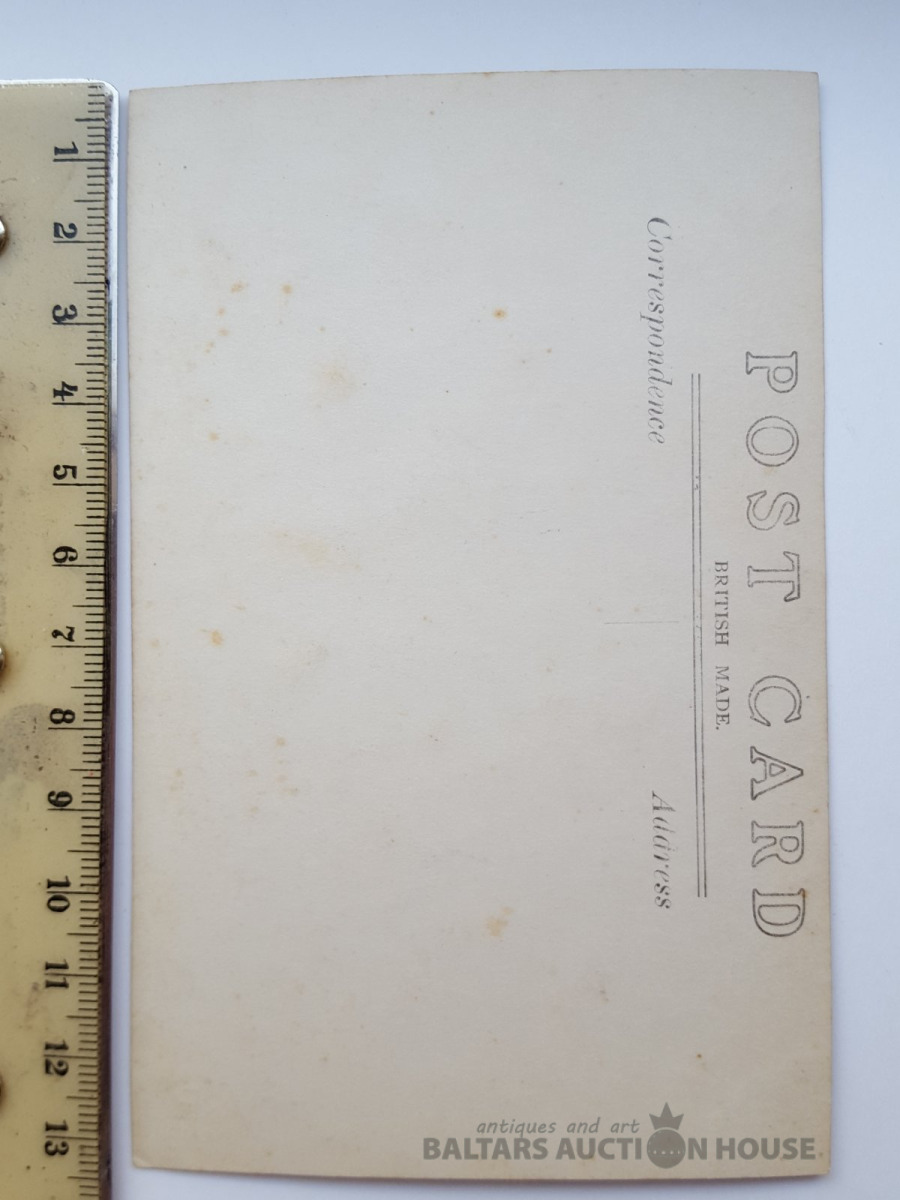 POST CARD
BRITISH MADE.
Correspondence
Address
1
2
3
4
5
6
7
8
9
10
11
12
13
antiques and art
BALTARS AUCTION HOUSE